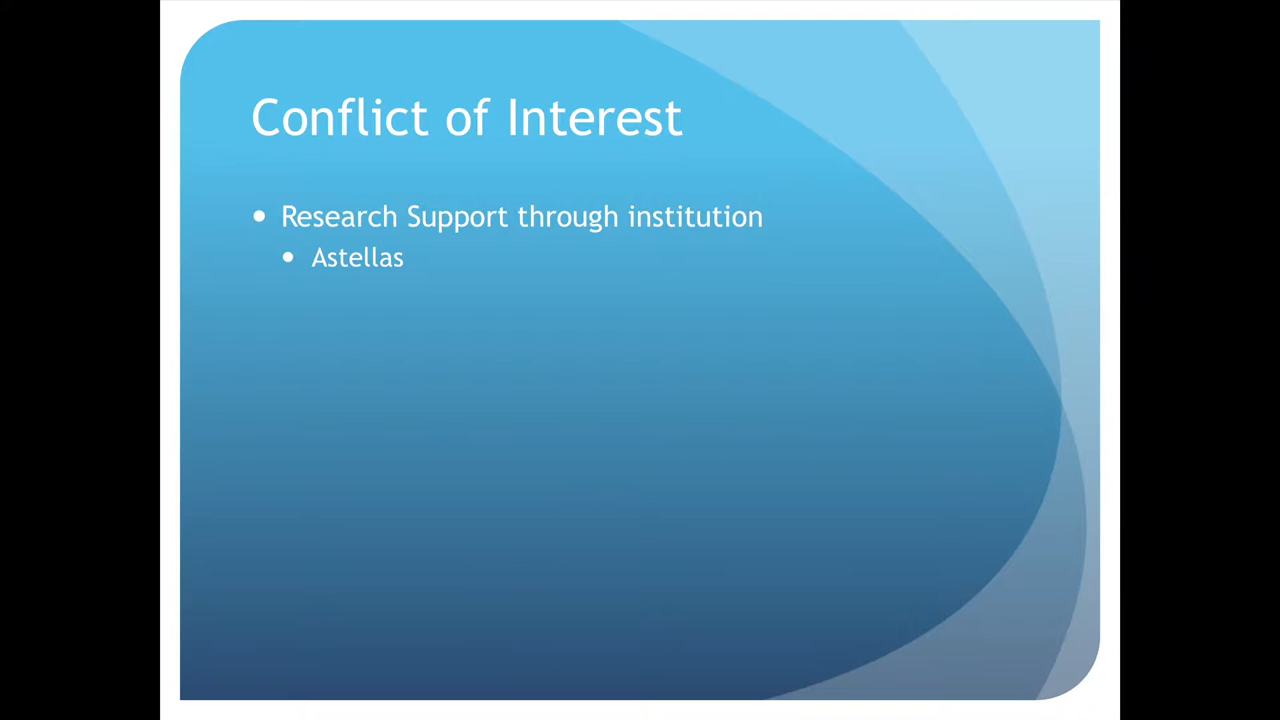 Conflict of Interest
• Research Support through institution
• Astellas